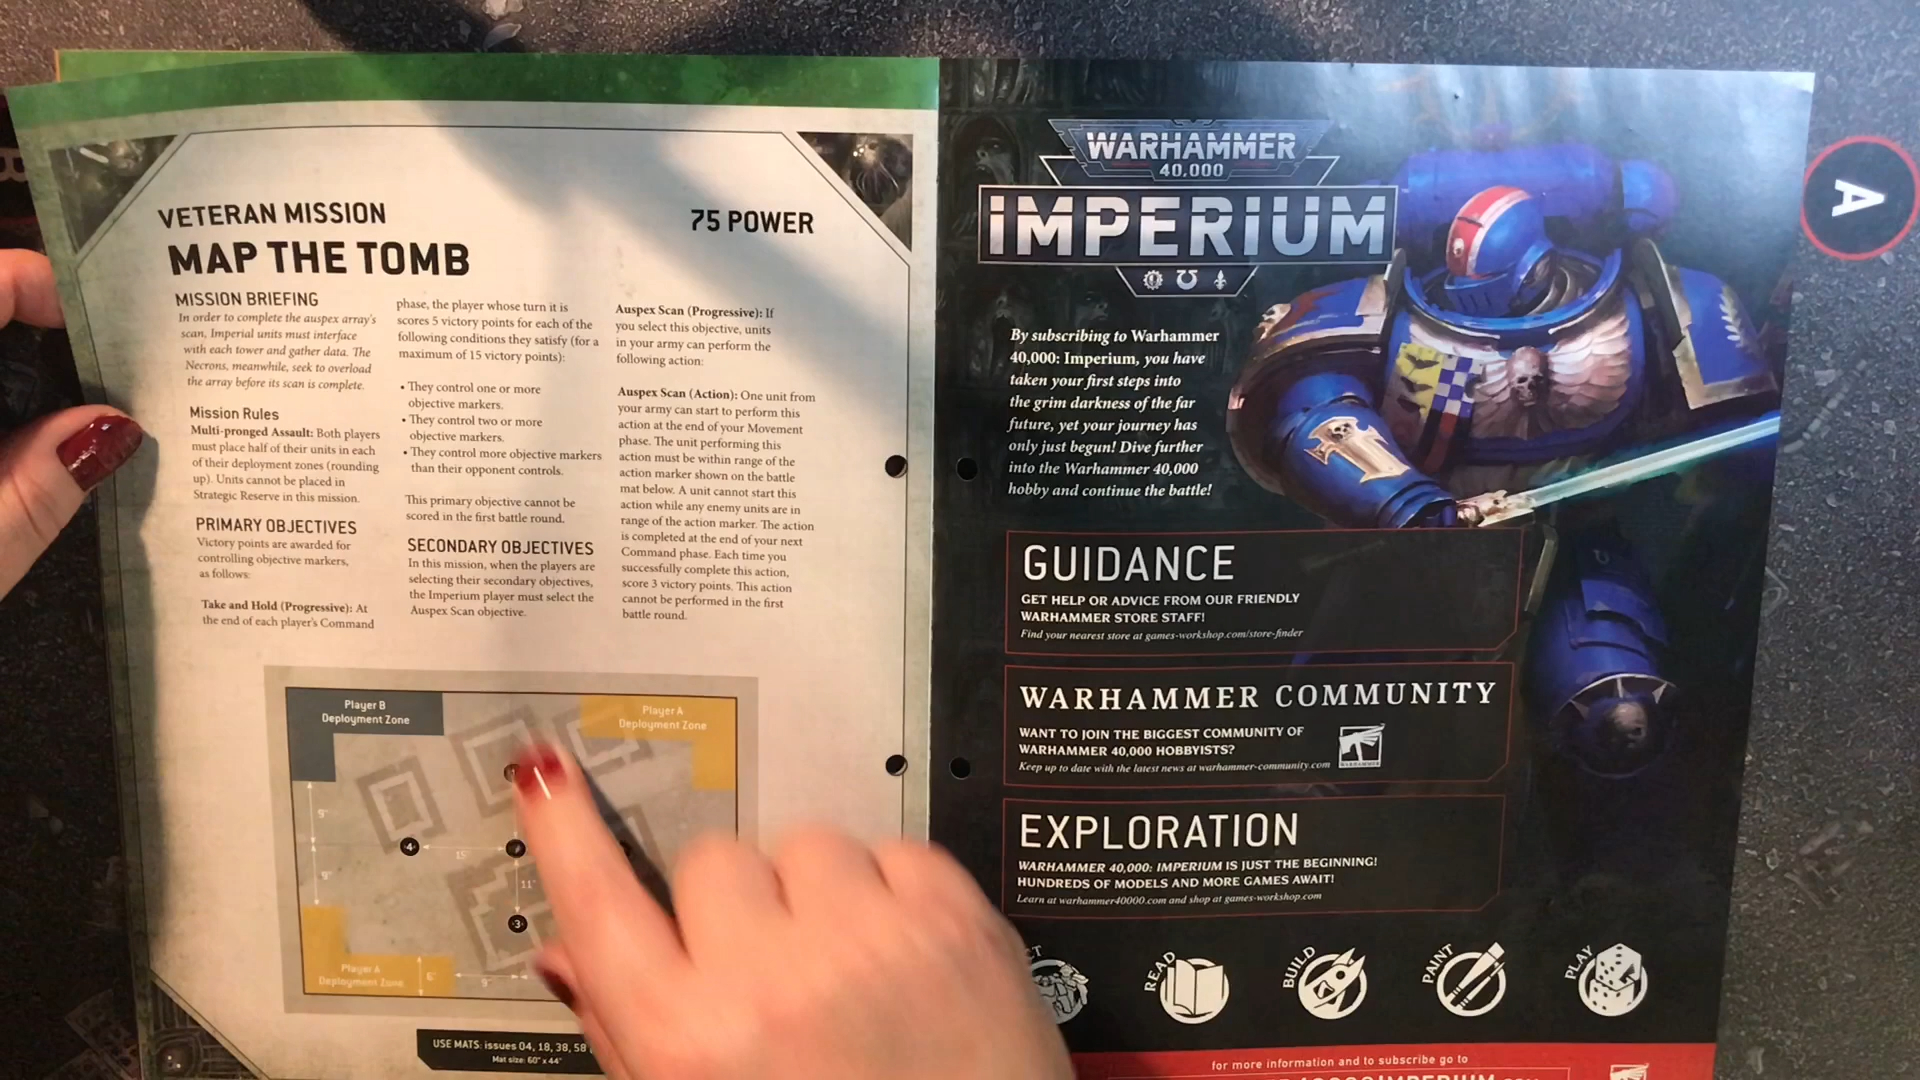 VETERAN MISSION
MAP THE TOMB
75 POWER
MISSION BRIEFING
In order to complete the auspex array's
scan, Imperial units must interface
with each tower and gather data. The
Necrons, meanwhile, seek to overload
the array before its scan is complete.
Mission Rules
Multi-pronged Assault: Both players
must place half of their units in each
of their deployment zones (rounding
up). Units cannot be placed in
Strategic Reserve in this mission.
PRIMARY OBJECTIVES
Victory points are awarded for
controlling objective markers,
as follows:
Take and Hold (Progressive): At
the end of each player's Command
phase, the player whose turn it is
scores 5 victory points for each of the
following conditions they satisfy (for a
maximum of 15 victory points):
• They control one or more
objective markers.
• They control two or more
objective markers.
• They control more objective markers
than their opponent controls.
This primary objective cannot be
scored in the first battle round.
SECONDARY OBJECTIVES
In this mission, when the players are
selecting their secondary objectives,
the Imperium player must select the
Auspex Scan objective.
Auspex Scan (Progressive): If
you select this objective, units
in your army can perform the
following action:
Auspex Scan (Action): One unit from
your army can start to perform this
action at the end of your Movement
phase. The unit performing this
action must be within range of the
action marker shown on the battle
mat below. A unit cannot start this
action while any enemy units are in
range of the action marker. The action
is completed at the end of your next
Command phase. Each time you
successfully complete this action,
score 3 victory points. This action
cannot be performed in the first
battle round.
Player B
Deployment Zone
Player A
Deployment Zone
9"
4
15"
9"
11"
3
Player A
Deployment Zone
6"
9"
USE MATS: issues 04, 18, 38, 58
Mat size: 60" x 44"
WARHAMMER
40,000
IMPERIUM
By subscribing to Warhammer
40,000: Imperium, you have
taken your first steps into
the grim darkness of the far
future, yet your journey has
only just begun! Dive further
into the Warhammer 40,000
hobby and continue the battle!
GUIDANCE
GET HELP OR ADVICE FROM OUR FRIENDLY
WARHAMMER STORE STAFF!
Find your nearest store at games-workshop.com/store-finder
WARHAMMER COMMUNITY
WANT TO JOIN THE BIGGEST COMMUNITY OF
WARHAMMER 40,000 HOBBYISTS?
Keep up to date with the latest news at warhammer-community.com
WARHAMMER
EXPLORATION
WARHAMMER 40,000: IMPERIUM IS JUST THE BEGINNING!
HUNDREDS OF MODELS AND MORE GAMES AWAIT!
Learn at warhammer40000.com and shop at games-workshop.com
CT
READ
BUILD
PAINT
PLAY
for more information and to subscribe go to
A